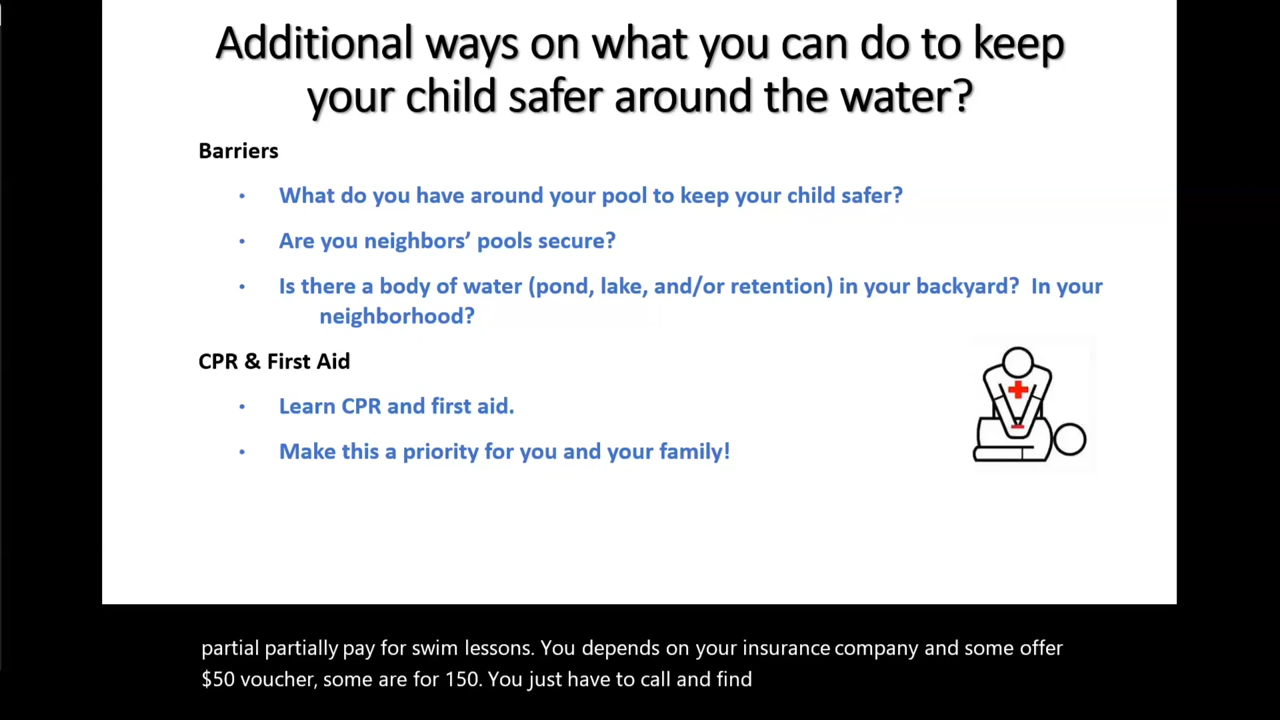 Additional ways on what you can do to keep
your child safer around the water?
Barriers
• What do you have around your pool to keep your child safer?
• Are you neighbors’ pools secure?
• Is there a body of water (pond, lake, and/or retention) in your backyard?  In your
neighborhood?
CPR & First Aid
• Learn CPR and first aid.
• Make this a priority for you and your family!
partial partially pay for swim lessons. You depends on your insurance company and some offer
$50 voucher, some are for 150. You just have to call and find